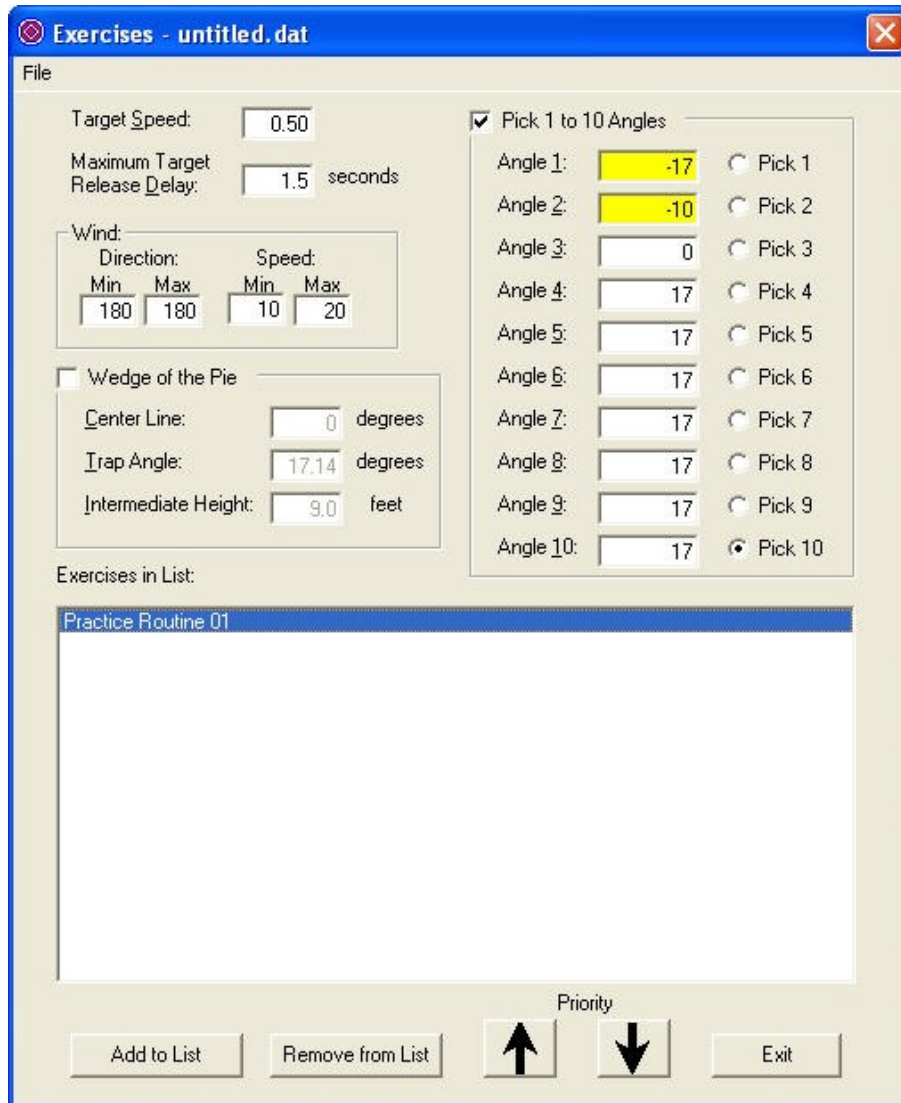 Exercises - untitled.dat
File
Target Speed: 0.50
Maximum Target
Release Delay: 1.5 seconds
Wind:
Direction: Speed:
Min Max Min Max
180 180 10 20
Wedge of the Pie
Center Line: 0 degrees
Trap Angle: 17.14 degrees
Intermediate Height: 9.0 feet
Pick 1 to 10 Angles
Angle 1: -17 Pick 1
Angle 2: -10 Pick 2
Angle 3: 0 Pick 3
Angle 4: 17 Pick 4
Angle 5: 17 Pick 5
Angle 6: 17 Pick 6
Angle 7: 17 Pick 7
Angle 8: 17 Pick 8
Angle 9: 17 Pick 9
Angle 10: 17 Pick 10
Exercises in List:
Practice Routine 01
Priority
Add to List Remove from List Exit